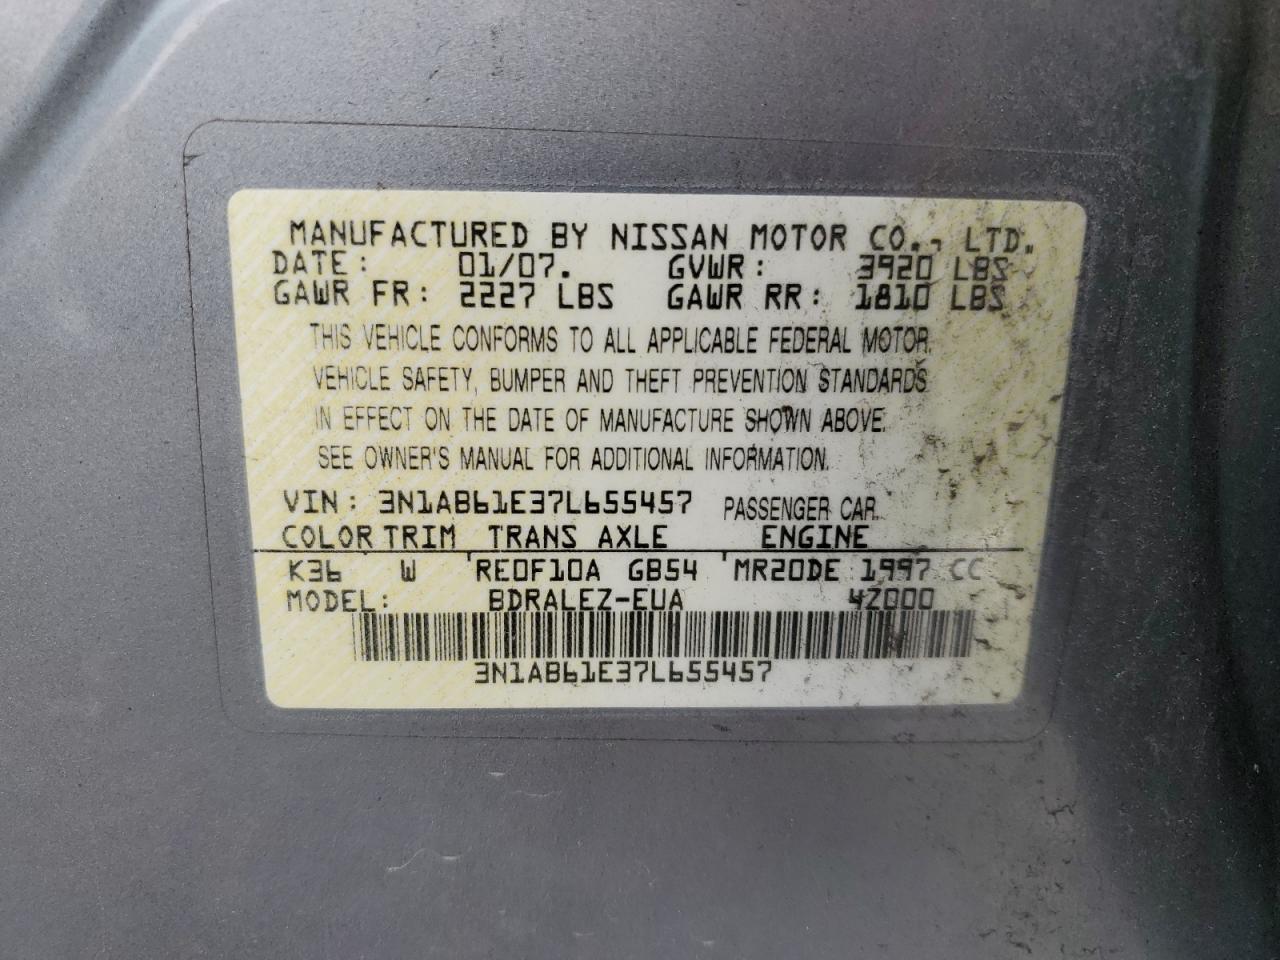 MANUFACTURED BY NISSAN MOTOR CO., LTD.
DATE: 01/07. GVWR: 3920 LBS
GAWR FR: 2227 LBS GAWR RR: 1810 LBS
THIS VEHICLE CONFORMS TO ALL APPLICABLE FEDERAL MOTOR
VEHICLE SAFETY, BUMPER AND THEFT PREVENTION STANDARDS
IN EFFECT ON THE DATE OF MANUFACTURE SHOWN ABOVE.
SEE OWNER'S MANUAL FOR ADDITIONAL INFORMATION.
VIN: 3N1AB61E37L655457 PASSENGER CAR.
COLOR TRIM TRANS AXLE ENGINE
K36 W RE0F10A GB54 MR20DE 1997 CC
MODEL: BDRALEZ-EUA 4Z000
3N1AB61E37L655457